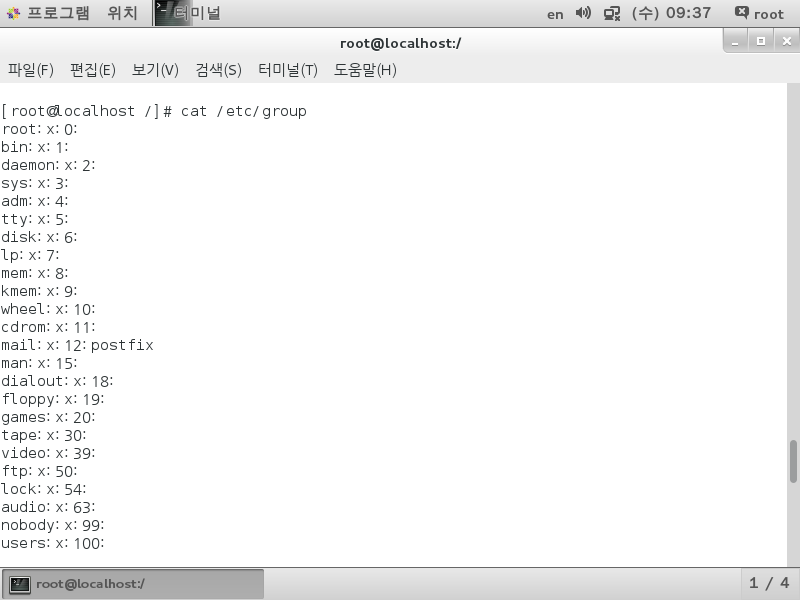 프로그램 위치 터미널 en (수) 09:37 root
root@localhost:/
파일(F) 편집(E) 보기(V) 검색(S) 터미널(T) 도움말(H)
[root@localhost /]# cat /etc/group
root:x:0:
bin:x:1:
daemon:x:2:
sys:x:3:
adm:x:4:
tty:x:5:
disk:x:6:
lp:x:7:
mem:x:8:
kmem:x:9:
wheel:x:10:
cdrom:x:11:
mail:x:12:postfix
man:x:15:
dialout:x:18:
floppy:x:19:
games:x:20:
tape:x:30:
video:x:39:
ftp:x:50:
lock:x:54:
audio:x:63:
nobody:x:99:
users:x:100:
root@localhost:/ 1 / 4